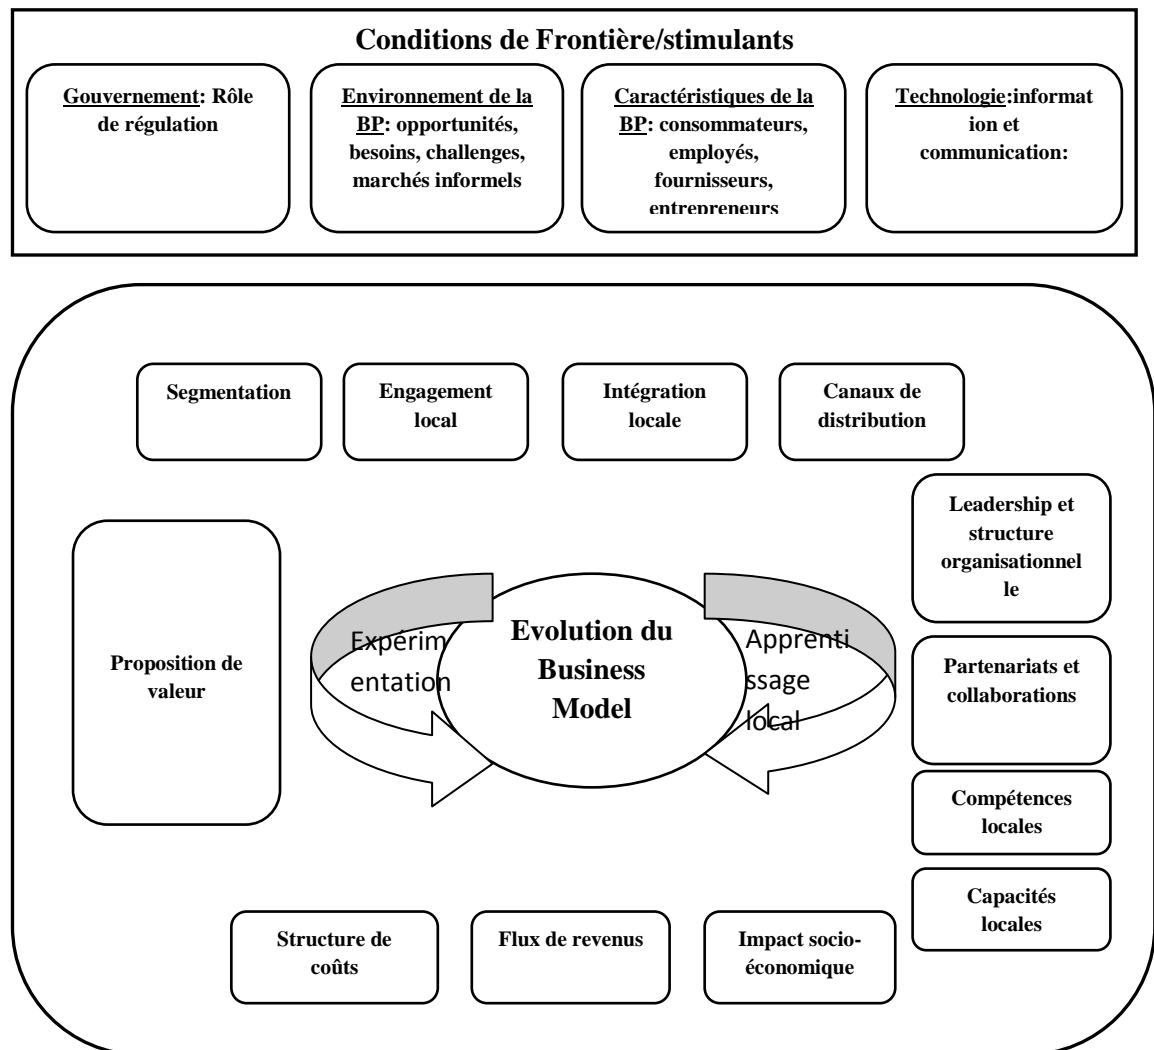 Conditions de Frontière/stimulants
Gouvernement: Rôle
de régulation
Environnement de la
BP: opportunités,
besoins, challenges,
marchés informels
Caractéristiques de la
BP: consommateurs,
employés,
fournisseurs,
entrepreneurs
Technologie:informat
ion et
communication:
Segmentation
Engagement
local
Intégration
locale
Canaux de
distribution
Proposition de
valeur
Expérim
entation
Evolution du
Business
Model
Apprenti
ssage
local
Leadership et
structure
organisationnel
le
Partenariats et
collaborations
Compétences
locales
Capacités
locales
Structure de
coûts
Flux de revenus
Impact socio-
économique